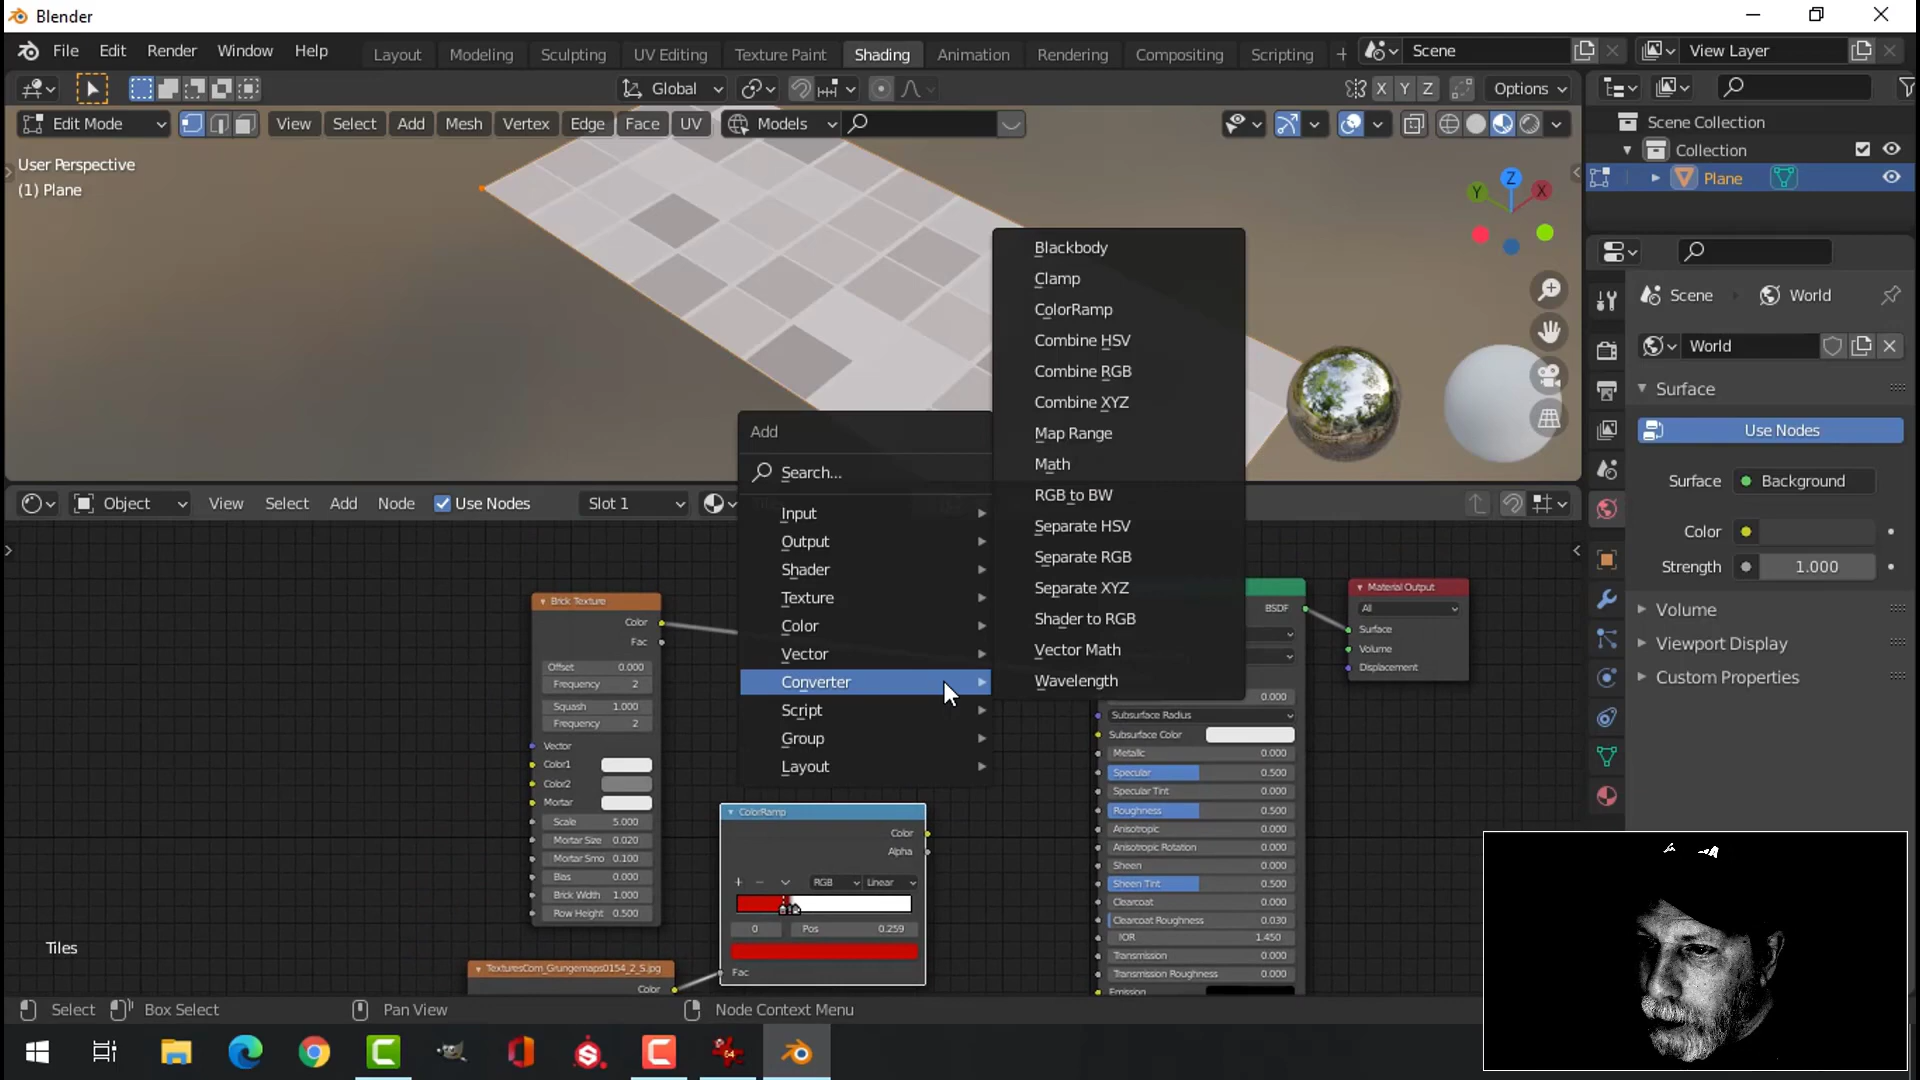 Blender
File Edit Render Window Help
Layout Modeling Sculpting UV Editing Texture Paint Shading Animation Rendering Compositing Scripting +
Scene
View Layer
Global
X Y Z
Options
Edit Mode
View Select Add Mesh Vertex Edge Face UV
Models
User Perspective
(1) Plane
Z
Y
X
Scene Collection
Collection
Plane
Scene
World
World
Surface
Use Nodes
Surface
Background
Color
Strength
1.000
Volume
Viewport Display
Custom Properties
Object
View Select Add Node
Use Nodes
Slot 1
Add
Search...
Input
Output
Shader
Texture
Color
Vector
Converter
Script
Group
Layout
Blackbody
Clamp
ColorRamp
Combine HSV
Combine RGB
Combine XYZ
Map Range
Math
RGB to BW
Separate HSV
Separate RGB
Separate XYZ
Shader to RGB
Vector Math
Wavelength
Brick Texture
Color
Fac
Offset 0.000
Frequency 2
Squash 1.000
Frequency 2
Vector
Color1
Color2
Mortar
Scale 5.000
Mortar Size 0.020
Mortar Smo 0.100
Bias 0.000
Brick Width 1.000
Row Height 0.500
TexturesCom_Grungemaps0154_2_S.jpg
Color
ColorRamp
Color
Alpha
+ −
RGB
Linear
0
Pos 0.259
Fac
BSDF
0.000
Subsurface Radius
Subsurface Color
Metallic 0.000
Specular 0.500
Specular Tint 0.000
Roughness 0.500
Anisotropic 0.000
Anisotropic Rotation 0.000
Sheen 0.000
Sheen Tint 0.500
Clearcoat 0.000
Clearcoat Roughness 0.030
IOR 1.450
Transmission 0.000
Transmission Roughness 0.000
Emission
Material Output
All
Surface
Volume
Displacement
Tiles
Select
Box Select
Pan View
Node Context Menu